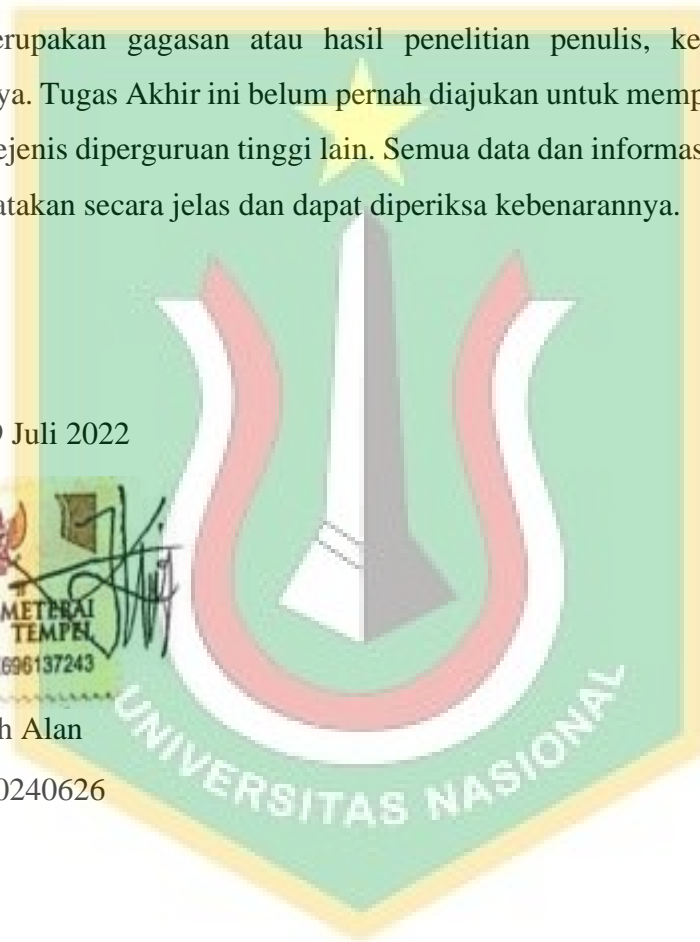 erupakan gagasan atau hasil penelitian penulis, ke
ya. Tugas Akhir ini belum pernah diajukan untuk memp
ejenis diperguruan tinggi lain. Semua data dan informas
atakan secara jelas dan dapat diperiksa kebenarannya.
Juli 2022
METERAI
TEMPEL
696137243
h Alan
0240626
UNIVERSITAS NASIONAL